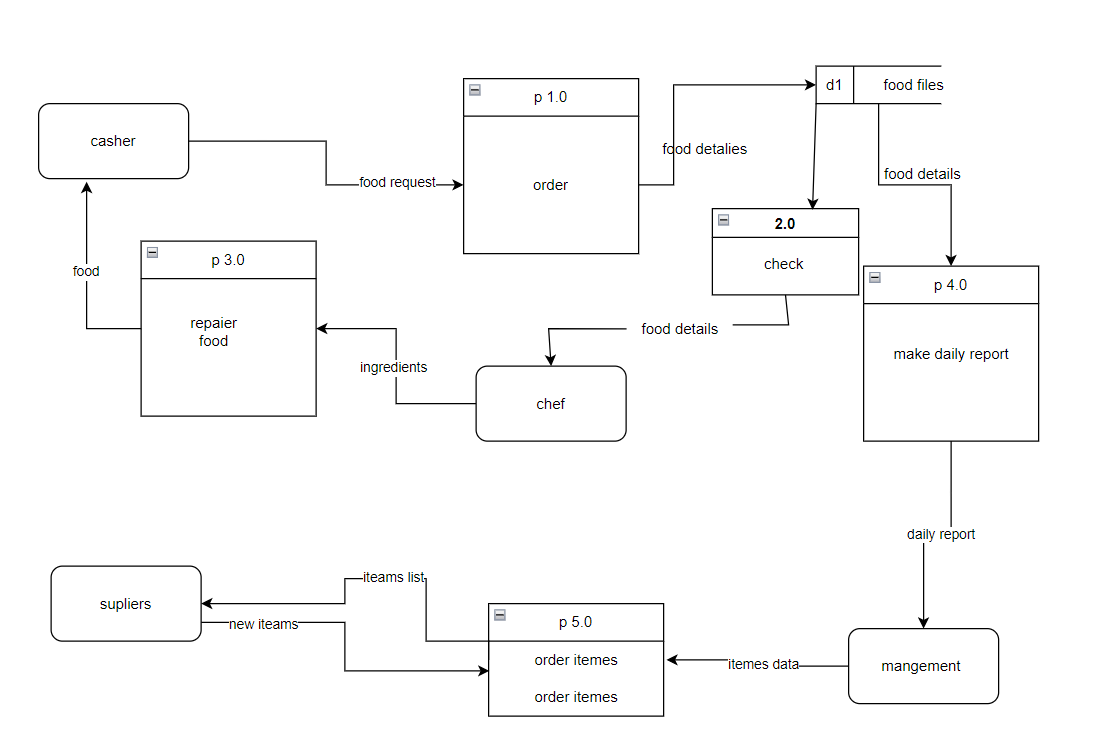 p 1.0
d1
food files
casher
food detalies
food request
order
food details
2.0
check
p 3.0
food
p 4.0
repaier
food
food details
make daily report
ingredients
chef
daily report
iteams list
supliers
new iteams
p 5.0
order itemes
itemes data
mangement
order itemes